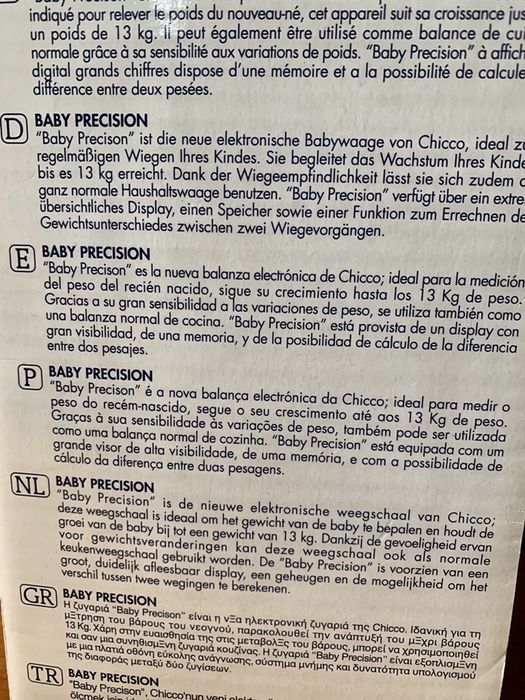 indiqué pour relever le poids du nouveau-né, cet appareil suit sa croissance jus
un poids de 13 kg. Il peut également être utilisé comme balance de cui
normale grâce à sa sensibilité aux variations de poids. "Baby Precision" à affich
digital grands chiffres dispose d'une mémoire et a la possibilité de calcule
différence entre deux pesées.
D BABY PRECISION
"Baby Precison" ist die neue elektronische Babywaage von Chicco, ideal zu
regelmäßigen Wiegen Ihres Kindes. Sie begleitet das Wachstum Ihres Kinde
bis es 13 kg erreicht. Dank der Wiegeempfindlichkeit lässt sie sich zudem a
ganz normale Haushaltswaage benutzen. "Baby Precision" verfügt über ein extre
übersichtliches Display, einen Speicher sowie einer Funktion zum Errechnen de
Gewichtsunterschiedes zwischen zwei Wiegevorgängen.
E BABY PRECISION
"Baby Precison" es la nueva balanza electrónica de Chicco; ideal para la medición
del peso del recién nacido, sigue su crecimiento hasta los 13 Kg de peso.
Gracias a su gran sensibilidad a las variaciones de peso, se utiliza también como
una balanza normal de cocina. "Baby Precision" está provista de un display con
gran visibilidad, de una memoria, y de la posibilidad de cálculo de la diferencia
entre dos pesajes.
P BABY PRECISION
"Baby Precison" é a nova balança electrónica da Chicco; ideal para medir o
peso do recém-nascido, segue o seu crescimento até aos 13 Kg de peso.
Graças à sua sensibilidade às variações de peso, também pode ser utilizada
como uma balança normal de cozinha. "Baby Precision" está equipada com um
grande visor de alta visibilidade, de uma memória, e com a possibilidade de
cálculo da diferença entre duas pesagens.
NL BABY PRECISION
"Baby Precision" is de nieuwe elektronische weegschaal van Chicco;
deze weegschaal is ideaal om het gewicht van de baby te bepalen en houdt de
groei van de baby bij tot een gewicht van 13 kg. Dankzij de gevoeligheid ervan
voor gewichtsveranderingen kan deze weegschaal ook als normale
keukenweegschaal gebruikt worden. De "Baby Precision" is voorzien van een
groot, duidelijk afleesbaar display, een geheugen en de mogelijkheid om het
verschil tussen twee wegingen te berekenen.
GR BABY PRECISION
Η ζυγαριά "Baby Precison" είναι η νΞα ηλεκτρονική ζυγαριά της Chicco. Ιδανική για τη
μΞτρηση του βάρους του νεογνού, παρακολουθεί την ανάπτυξή του μΞχρι βάρους
13 Kg. Χάρη στην ευαισθησία της στις μεταβολΞς του βάρους, μπορεί να χρησιμοποιηθεί
και σαν μια συνηθισμΞνη ζυγαριά κουζίνας. Η ζυγαριά "Baby Precision" είναι εξοπλισμΞνη
με μια πλατιά οθόνη εύκολης ανάγνωσης, σύστημα μνήμης και δυνατότητα υπολογισμού
της διαφοράς μεταξύ δύο ζυγίσεων.
TR BABY PRECISION
"Baby Precision", Chicco'nun yeni
ölçmek için